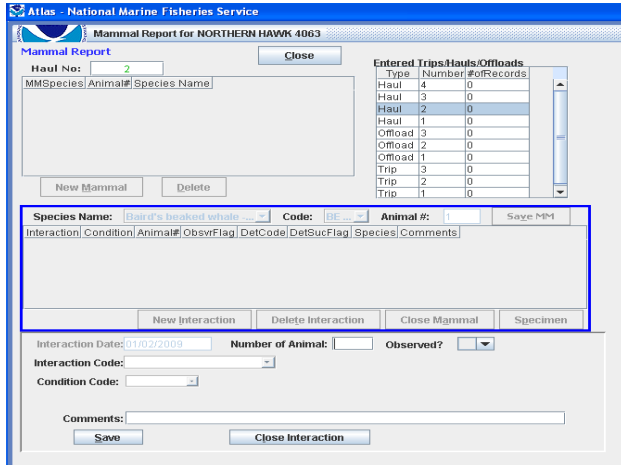 Atlas - National Marine Fisheries Service
Mammal Report for NORTHERN HAWK 4063
Mammal Report
Close
Haul No: 2
Entered Trips/Hauls/Offloads
MMSpecies Animal# Species Name
Type Number #ofRecords
Haul 4 0
Haul 3 0
Haul 2 0
Haul 1 0
Offload 3 0
Offload 2 0
Offload 1 0
Trip 3 0
Trip 2 0
Trip 1 0
New Mammal Delete
Species Name: Baird's beaked whale -... Code: BE ... Animal #: 1 Save MM
Interaction Condition Animal# ObsvrFlag DetCode DetSucFlag Species Comments
New Interaction Delete Interaction Close Mammal Specimen
Interaction Date: 01/02/2009 Number of Animal: Observed?
Interaction Code:
Condition Code:
Comments:
Save Close Interaction